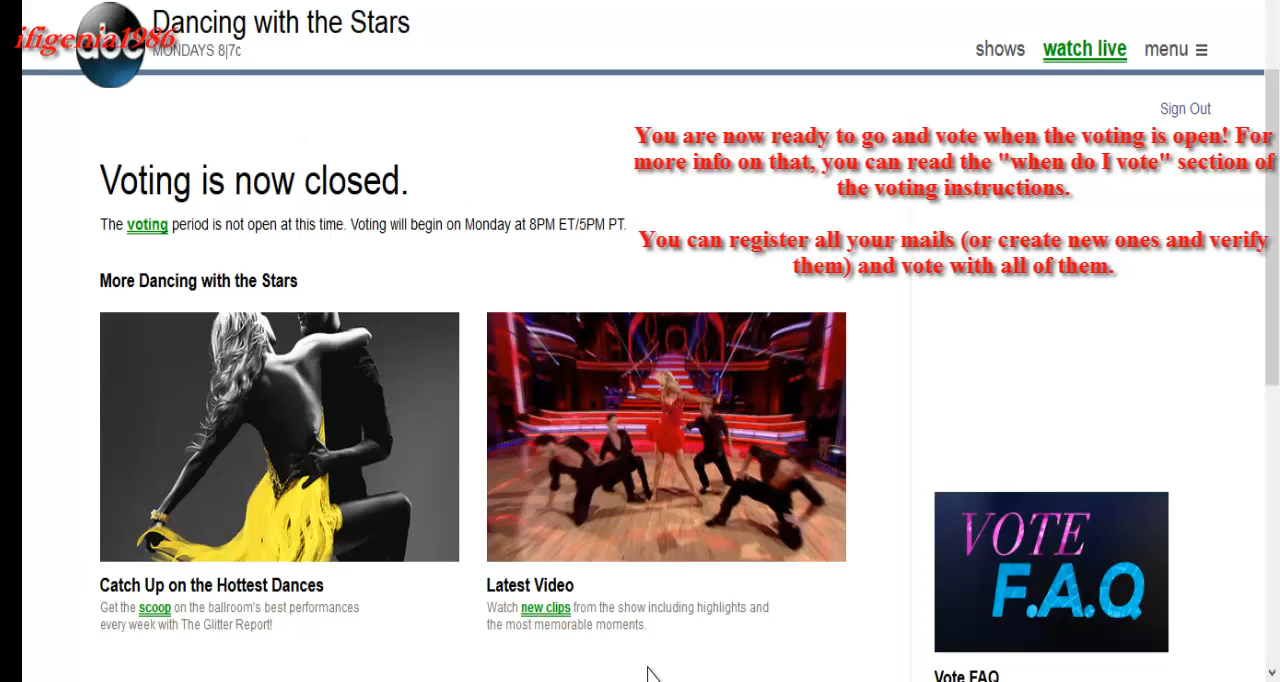 Dancing with the Stars
ifigenia1986
abc
MONDAYS 8|7c
shows watch live menu
Sign Out
You are now ready to go and vote when the voting is open! For
more info on that, you can read the "when do I vote" section of
the voting instructions.
You can register all your mails (or create new ones and verify
them) and vote with all of them.
Voting is now closed.
The voting period is not open at this time. Voting will begin on Monday at 8PM ET/5PM PT.
More Dancing with the Stars
Catch Up on the Hottest Dances
Get the scoop on the ballroom's best performances
every week with The Glitter Report!
Latest Video
Watch new clips from the show including highlights and
the most memorable moments.
VOTE
F.A.Q
Vote FAQ